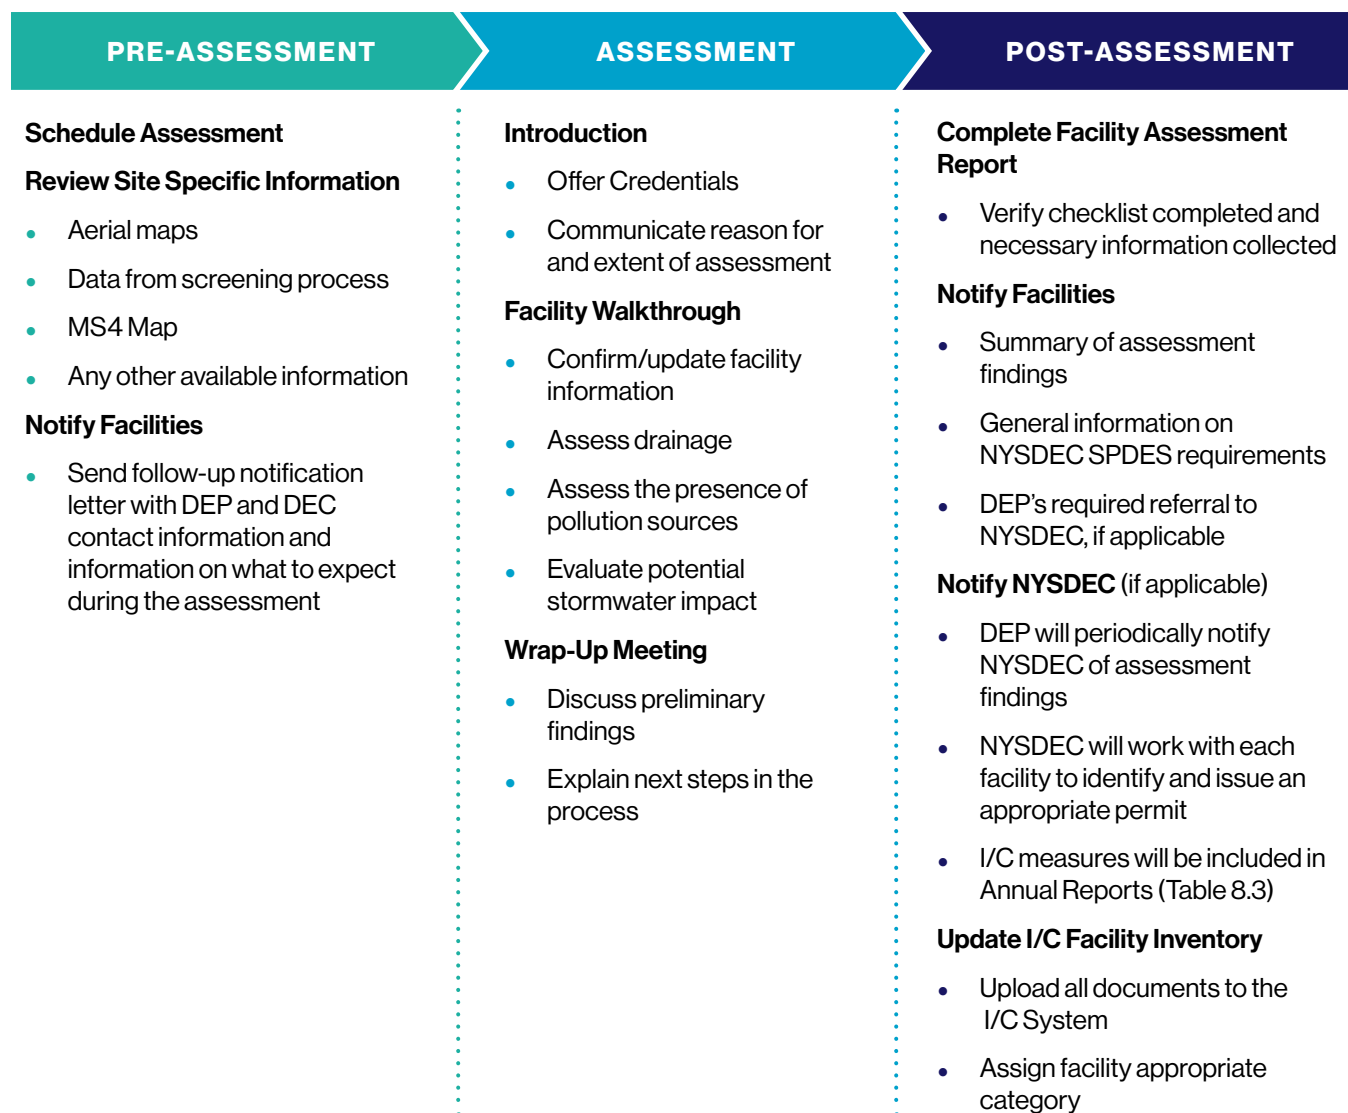 PRE-ASSESSMENT
ASSESSMENT
POST-ASSESSMENT
Schedule Assessment
Review Site Specific Information
• Aerial maps
• Data from screening process
• MS4 Map
• Any other available information
Notify Facilities
• Send follow-up notification
letter with DEP and DEC
contact information and
information on what to expect
during the assessment
Introduction
• Offer Credentials
• Communicate reason for
and extent of assessment
Facility Walkthrough
• Confirm/update facility
information
• Assess drainage
• Assess the presence of
pollution sources
• Evaluate potential
stormwater impact
Wrap-Up Meeting
• Discuss preliminary
findings
• Explain next steps in the
process
Complete Facility Assessment
Report
• Verify checklist completed and
necessary information collected
Notify Facilities
• Summary of assessment
findings
• General information on
NYSDEC SPDES requirements
• DEP’s required referral to
NYSDEC, if applicable
Notify NYSDEC (if applicable)
• DEP will periodically notify
NYSDEC of assessment
findings
• NYSDEC will work with each
facility to identify and issue an
appropriate permit
• I/C measures will be included in
Annual Reports (Table 8.3)
Update I/C Facility Inventory
• Upload all documents to the
I/C System
• Assign facility appropriate
category